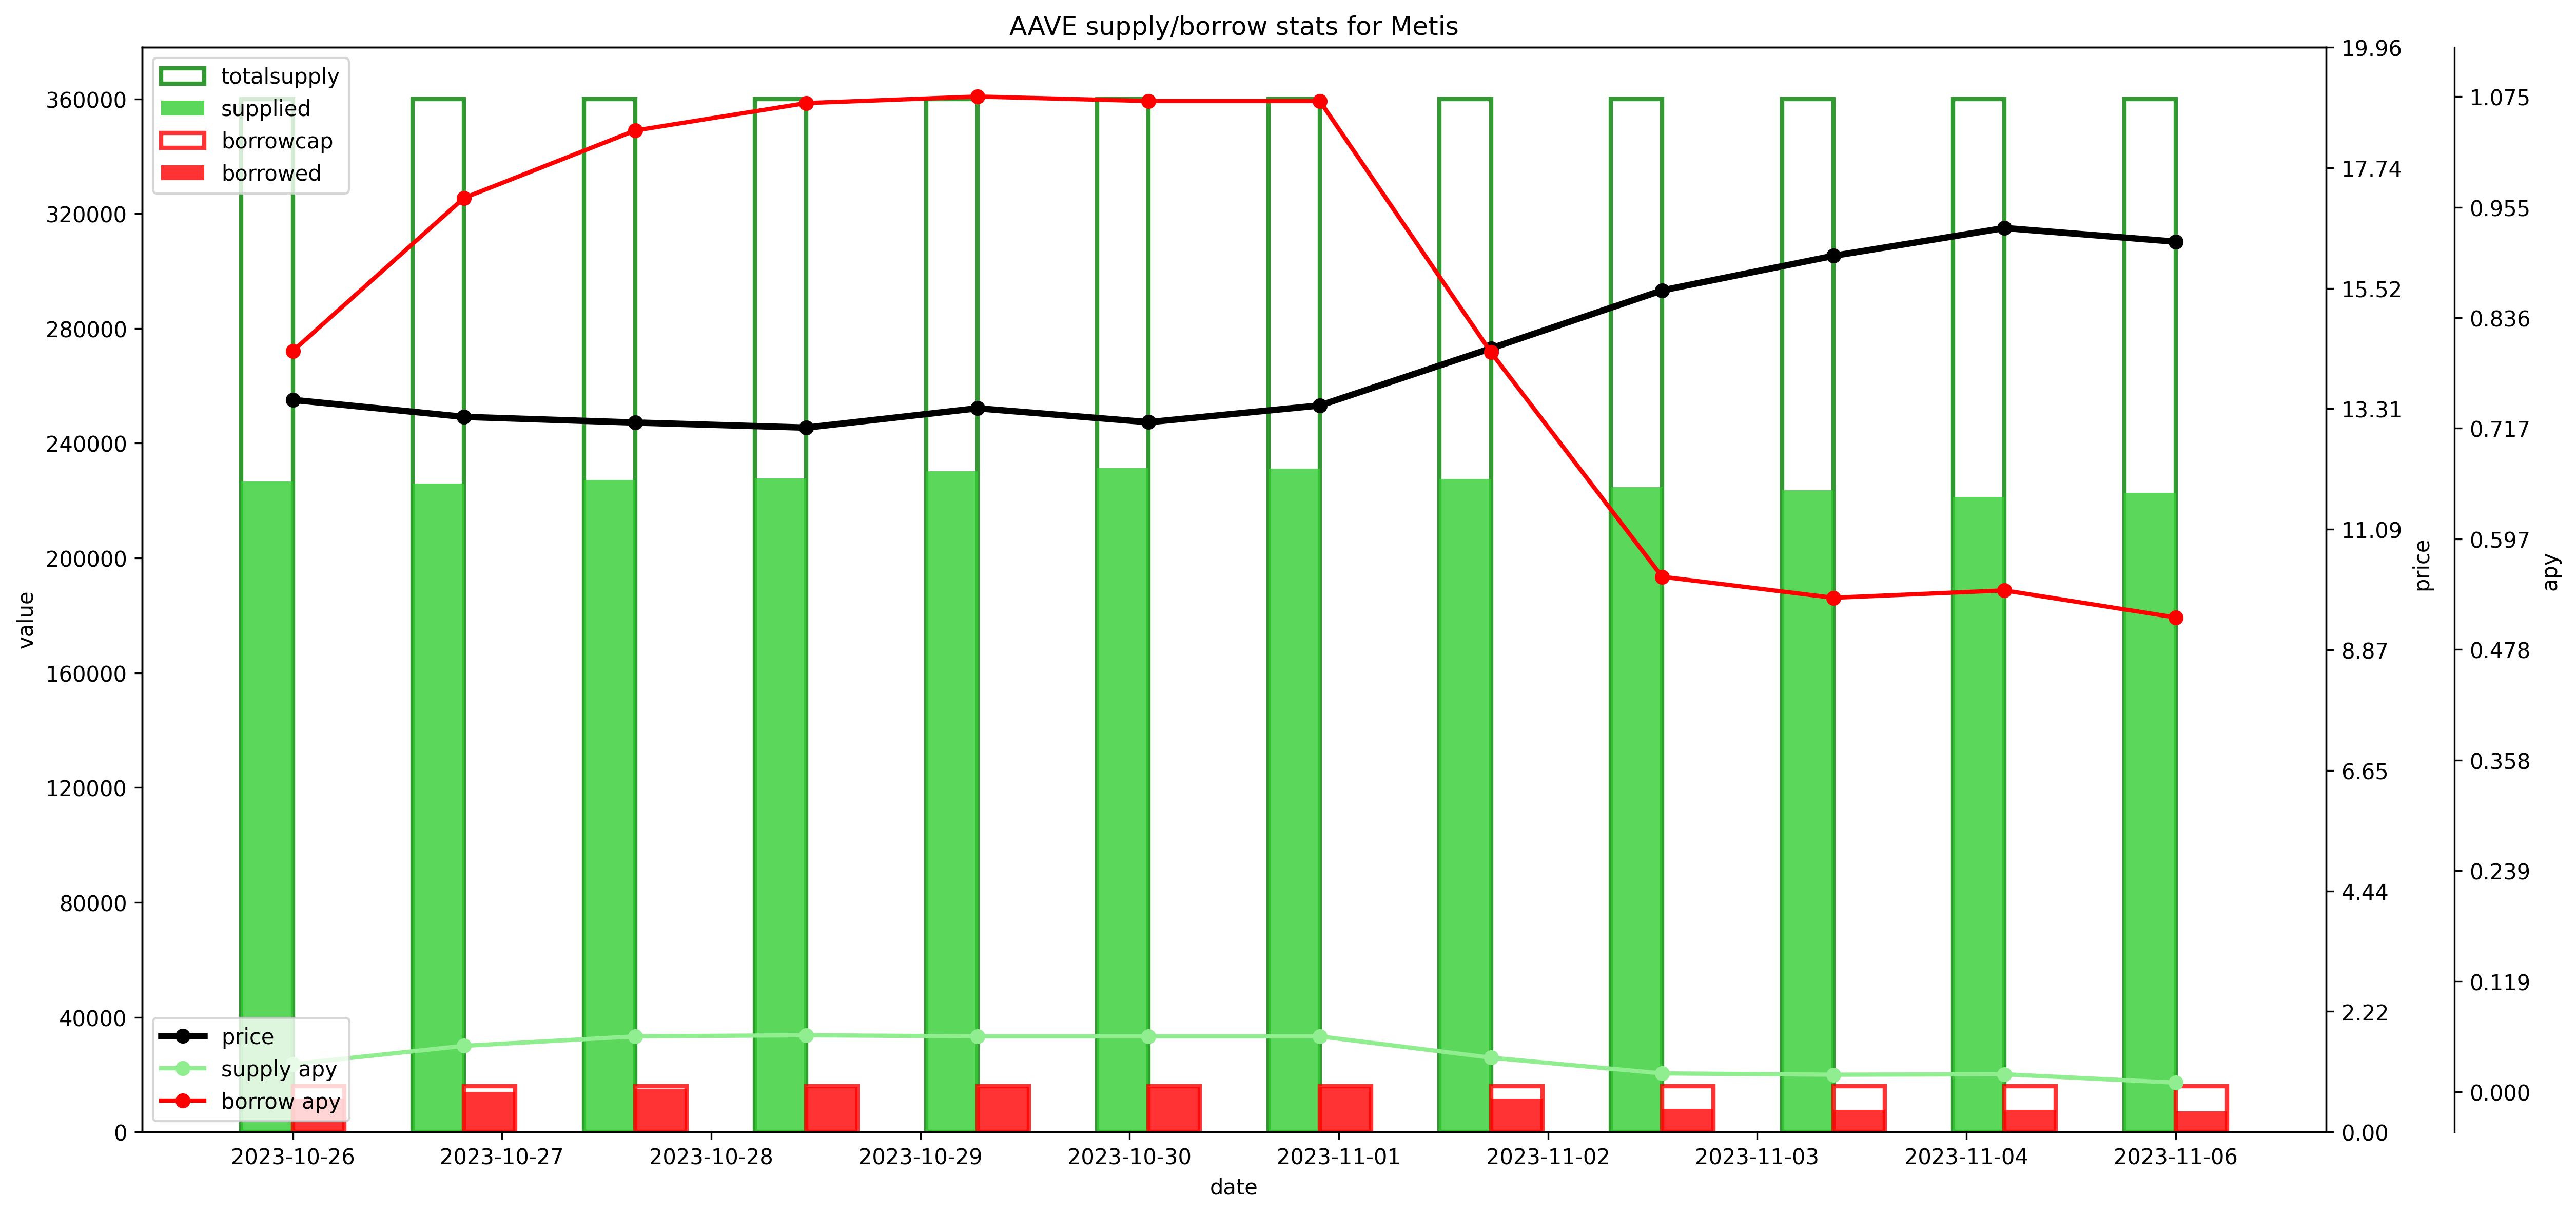 AAVE supply/borrow stats for Metis
totalsupply
supplied
borrowcap
borrowed
price
supply apy
borrow apy
value
360000
320000
280000
240000
200000
160000
120000
80000
40000
0
19.96
17.74
15.52
13.31
11.09
8.87
6.65
4.44
2.22
0.00
price
1.075
0.955
0.836
0.717
0.597
0.478
0.358
0.239
0.119
0.000
apy
2023-10-26 2023-10-27 2023-10-28 2023-10-29 2023-10-30 2023-11-01 2023-11-02 2023-11-03 2023-11-04 2023-11-06
date